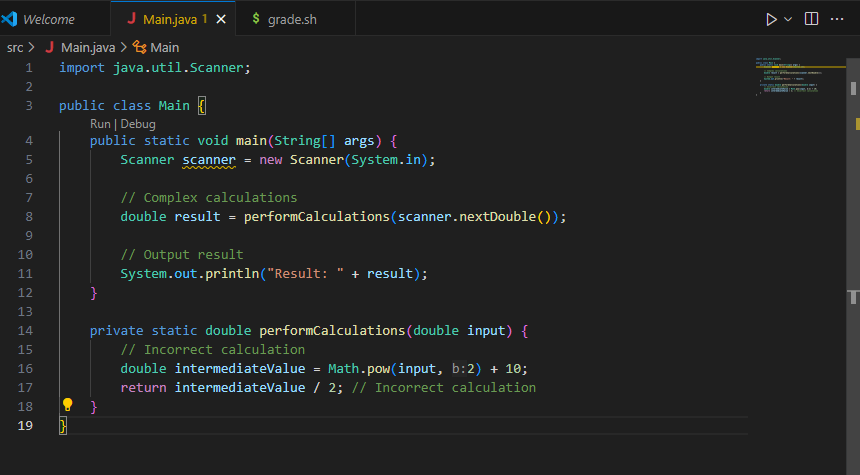 Welcome Main.java 1 grade.sh
src > Main.java > Main
1 import java.util.Scanner;
2
3 public class Main {
Run | Debug
4 public static void main(String[] args) {
5 Scanner scanner = new Scanner(System.in);
6
7 // Complex calculations
8 double result = performCalculations(scanner.nextDouble());
9
10 // Output result
11 System.out.println("Result: " + result);
12 }
13
14 private static double performCalculations(double input) {
15 // Incorrect calculation
16 double intermediateValue = Math.pow(input, b:2) + 10;
17 return intermediateValue / 2; // Incorrect calculation
18 }
19 }